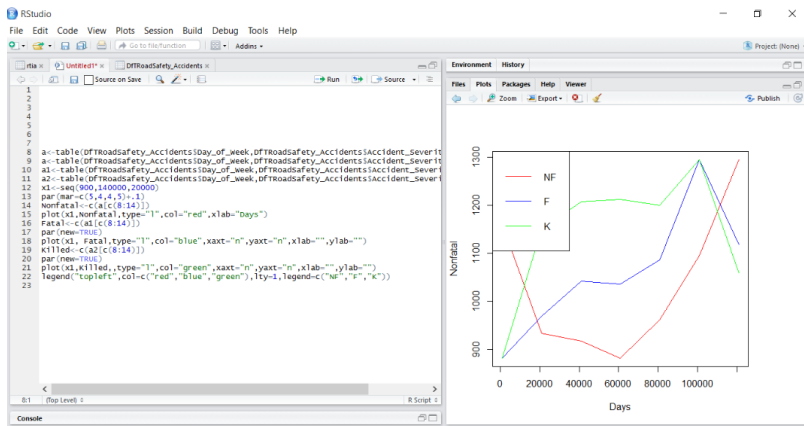 RStudio
File Edit Code View Plots Session Build Debug Tools Help
Go to file/function Addins Project: (None)
rtia Untitled1* DfTRoadSafety_Accidents
Source on Save Run Source
1
2
3
4
5
6
7
8 a<-table(DfTRoadSafety_Accidents$Day_of_Week,DfTRoadSafety_Accidents$Accident_Severit
9 a<-table(DfTRoadSafety_Accidents$Day_of_Week,DfTRoadSafety_Accidents$Accident_Severit
10 a1<-table(DfTRoadSafety_Accidents$Day_of_Week,DfTRoadSafety_Accidents$Accident_Severi
11 a2<-table(DfTRoadSafety_Accidents$Day_of_Week,DfTRoadSafety_Accidents$Accident_Severi
12 x1<-seq(900,140000,20000)
13 par(mar=c(5,4,4,5)+.1)
14 Nonfatal<-c(a[c(8:14)])
15 plot(x1,Nonfatal,type="l",col="red",xlab="Days")
16 Fatal<-c(a1[c(8:14)])
17 par(new=TRUE)
18 plot(x1, Fatal,type="l",col="blue",xaxt="n",yaxt="n",xlab="",ylab="")
19 Killed<-c(a2[c(8:14)])
20 par(new=TRUE)
21 plot(x1,Killed,,type="l",col="green",xaxt="n",yaxt="n",xlab="",ylab="")
22 legend("topleft",col=c("red","blue","green"),lty=1,legend=c("NF","F","K"))
23
8:1 (Top Level) R Script
Console
Environment History
Files Plots Packages Help Viewer
Zoom Export Publish
1300
1200
1100
1000
900
Nonfatal
NF
F
K
0 20000 40000 60000 80000 100000
Days